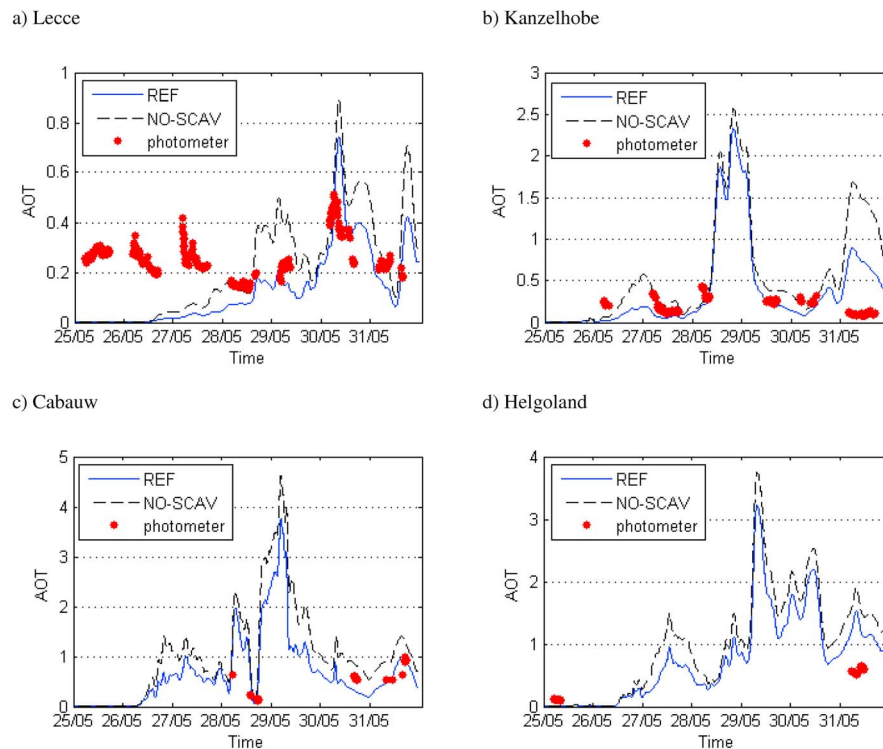 a) Lecce
b) Kanzelhobe
1
0.8
0.6
0.4
0.2
0
AOT
REF
NO-SCAV
photometer
25/05 26/05 27/05 28/05 29/05 30/05 31/05
Time
3
2.5
2
1.5
1
0.5
0
AOT
REF
NO-SCAV
photometer
25/05 26/05 27/05 28/05 29/05 30/05 31/05
Time
c) Cabauw
d) Helgoland
5
4
3
2
1
0
AOT
REF
NO-SCAV
photometer
25/05 26/05 27/05 28/05 29/05 30/05 31/05
Time
4
3
2
1
0
AOT
REF
NO-SCAV
photometer
25/05 26/05 27/05 28/05 29/05 30/05 31/05
Time